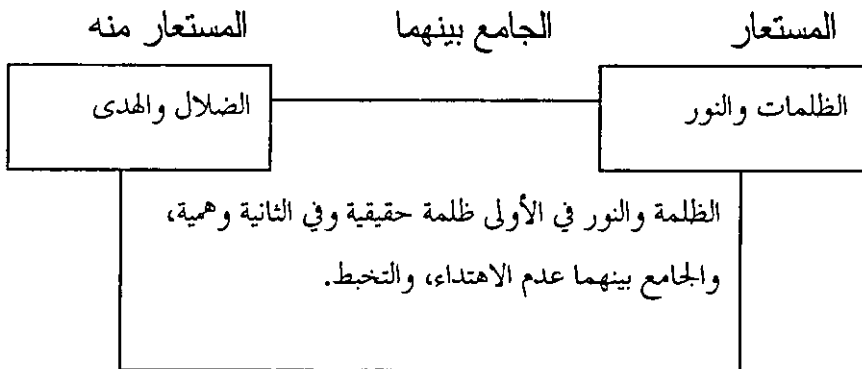 المستعار الجامع بينهما المستعار منه
الظلمات والنور الضلال والهدى
الظلمة والنور في الأولى ظلمة حقيقية وفي الثانية وهمية،
والجامع بينهما عدم الاهتداء، والتخبط.